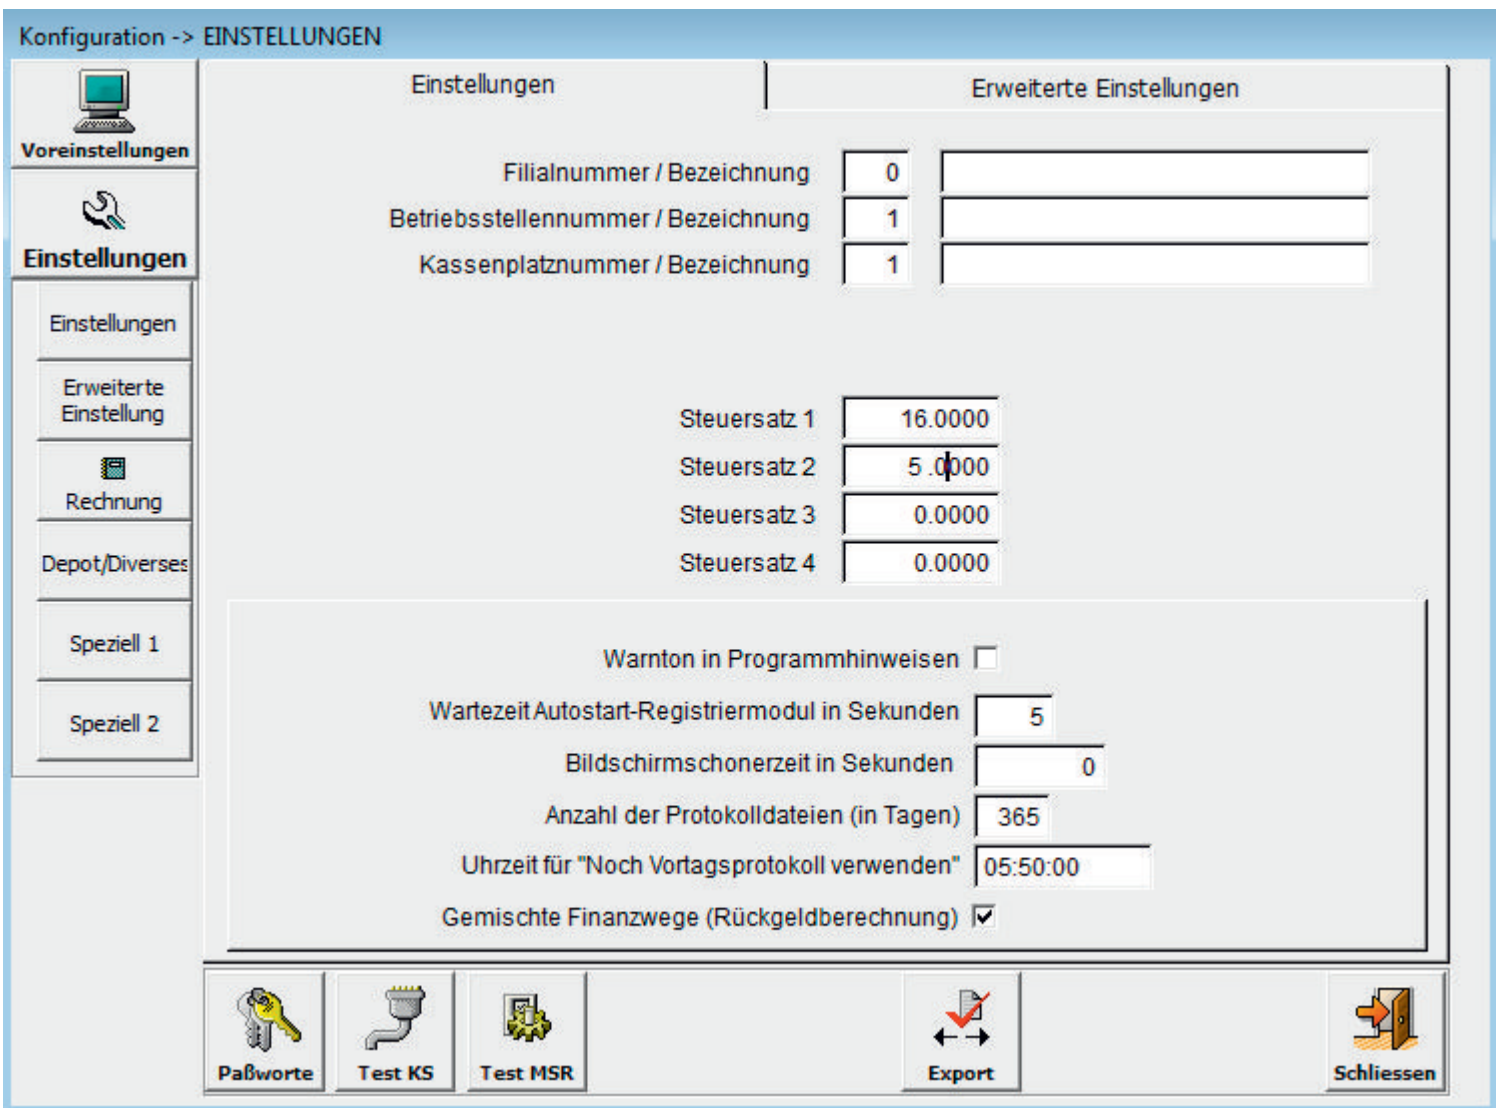 Konfiguration -> EINSTELLUNGEN
Voreinstellungen
Einstellungen
Einstellungen
Erweiterte
Einstellung
Rechnung
Depot/Diverses
Speziell 1
Speziell 2
Einstellungen
Erweiterte Einstellungen
Filialnummer / Bezeichnung 0
Betriebsstellennummer / Bezeichnung 1
Kassenplatznummer / Bezeichnung 1
Steuersatz 1 16.0000
Steuersatz 2 5 .0000
Steuersatz 3 0.0000
Steuersatz 4 0.0000
Warnton in Programmhinweisen
Wartezeit Autostart-Registriermodul in Sekunden 5
Bildschirmschonerzeit in Sekunden 0
Anzahl der Protokolldateien (in Tagen) 365
Uhrzeit für "Noch Vortagsprotokoll verwenden" 05:50:00
Gemischte Finanzwege (Rückgeldberechnung)
Paßworte
Test KS
Test MSR
Export
Schliessen